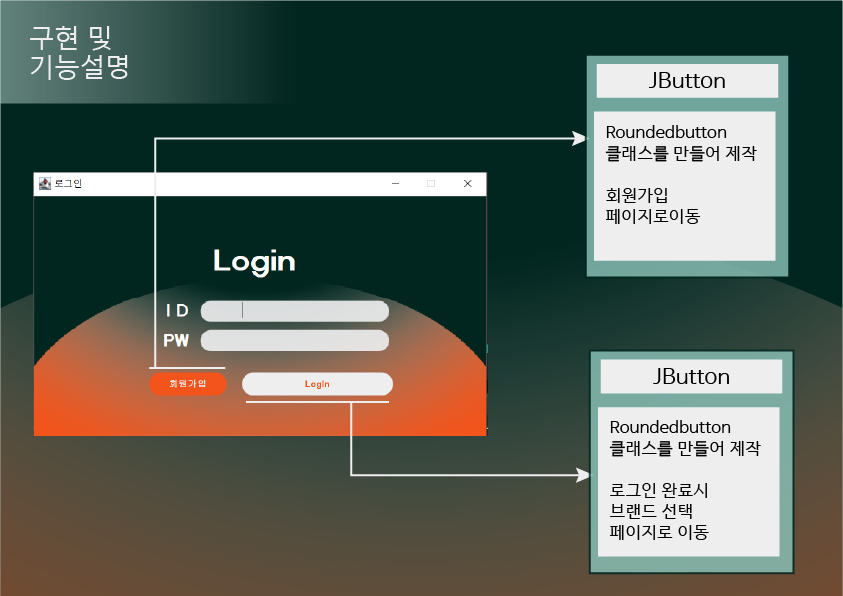 구현 및
기능설명
JButton
Roundedbutton
클래스를 만들어 제작
회원가입
페이지로이동
로그인
Login
ID
PW
회원가입
LogIn
JButton
Roundedbutton
클래스를 만들어 제작
로그인 완료시
브랜드 선택
페이지로 이동